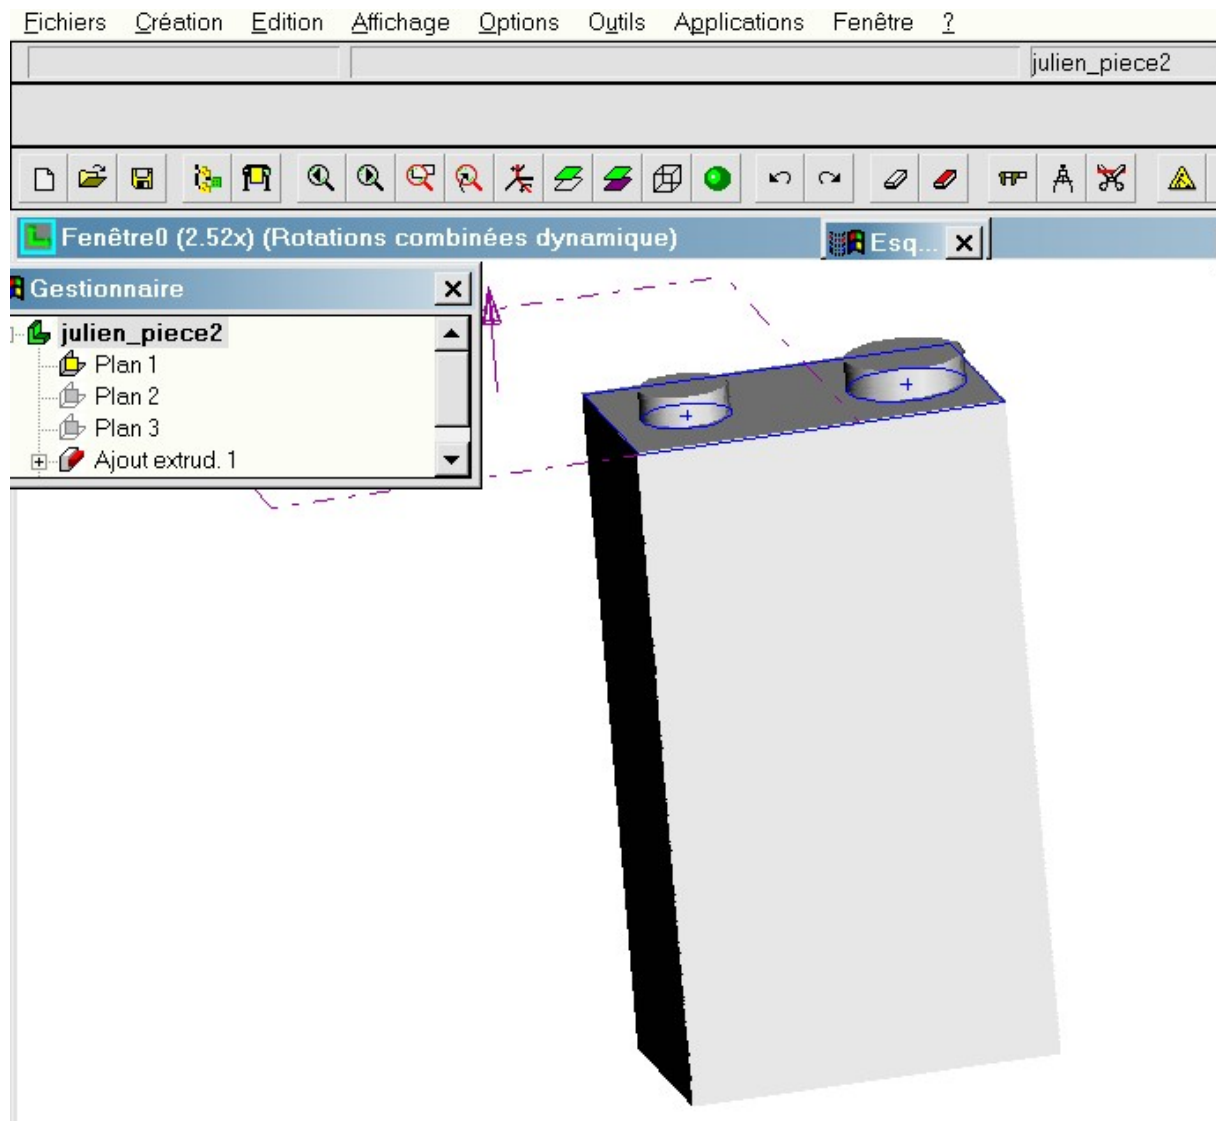 Fichiers Création Edition Affichage Options Outils Applications Fenêtre ?
julien_piece2
Fenêtre0 (2.52x) (Rotations combinées dynamique)
Esq...
Gestionnaire
julien_piece2
Plan 1
Plan 2
Plan 3
Ajout extrud. 1